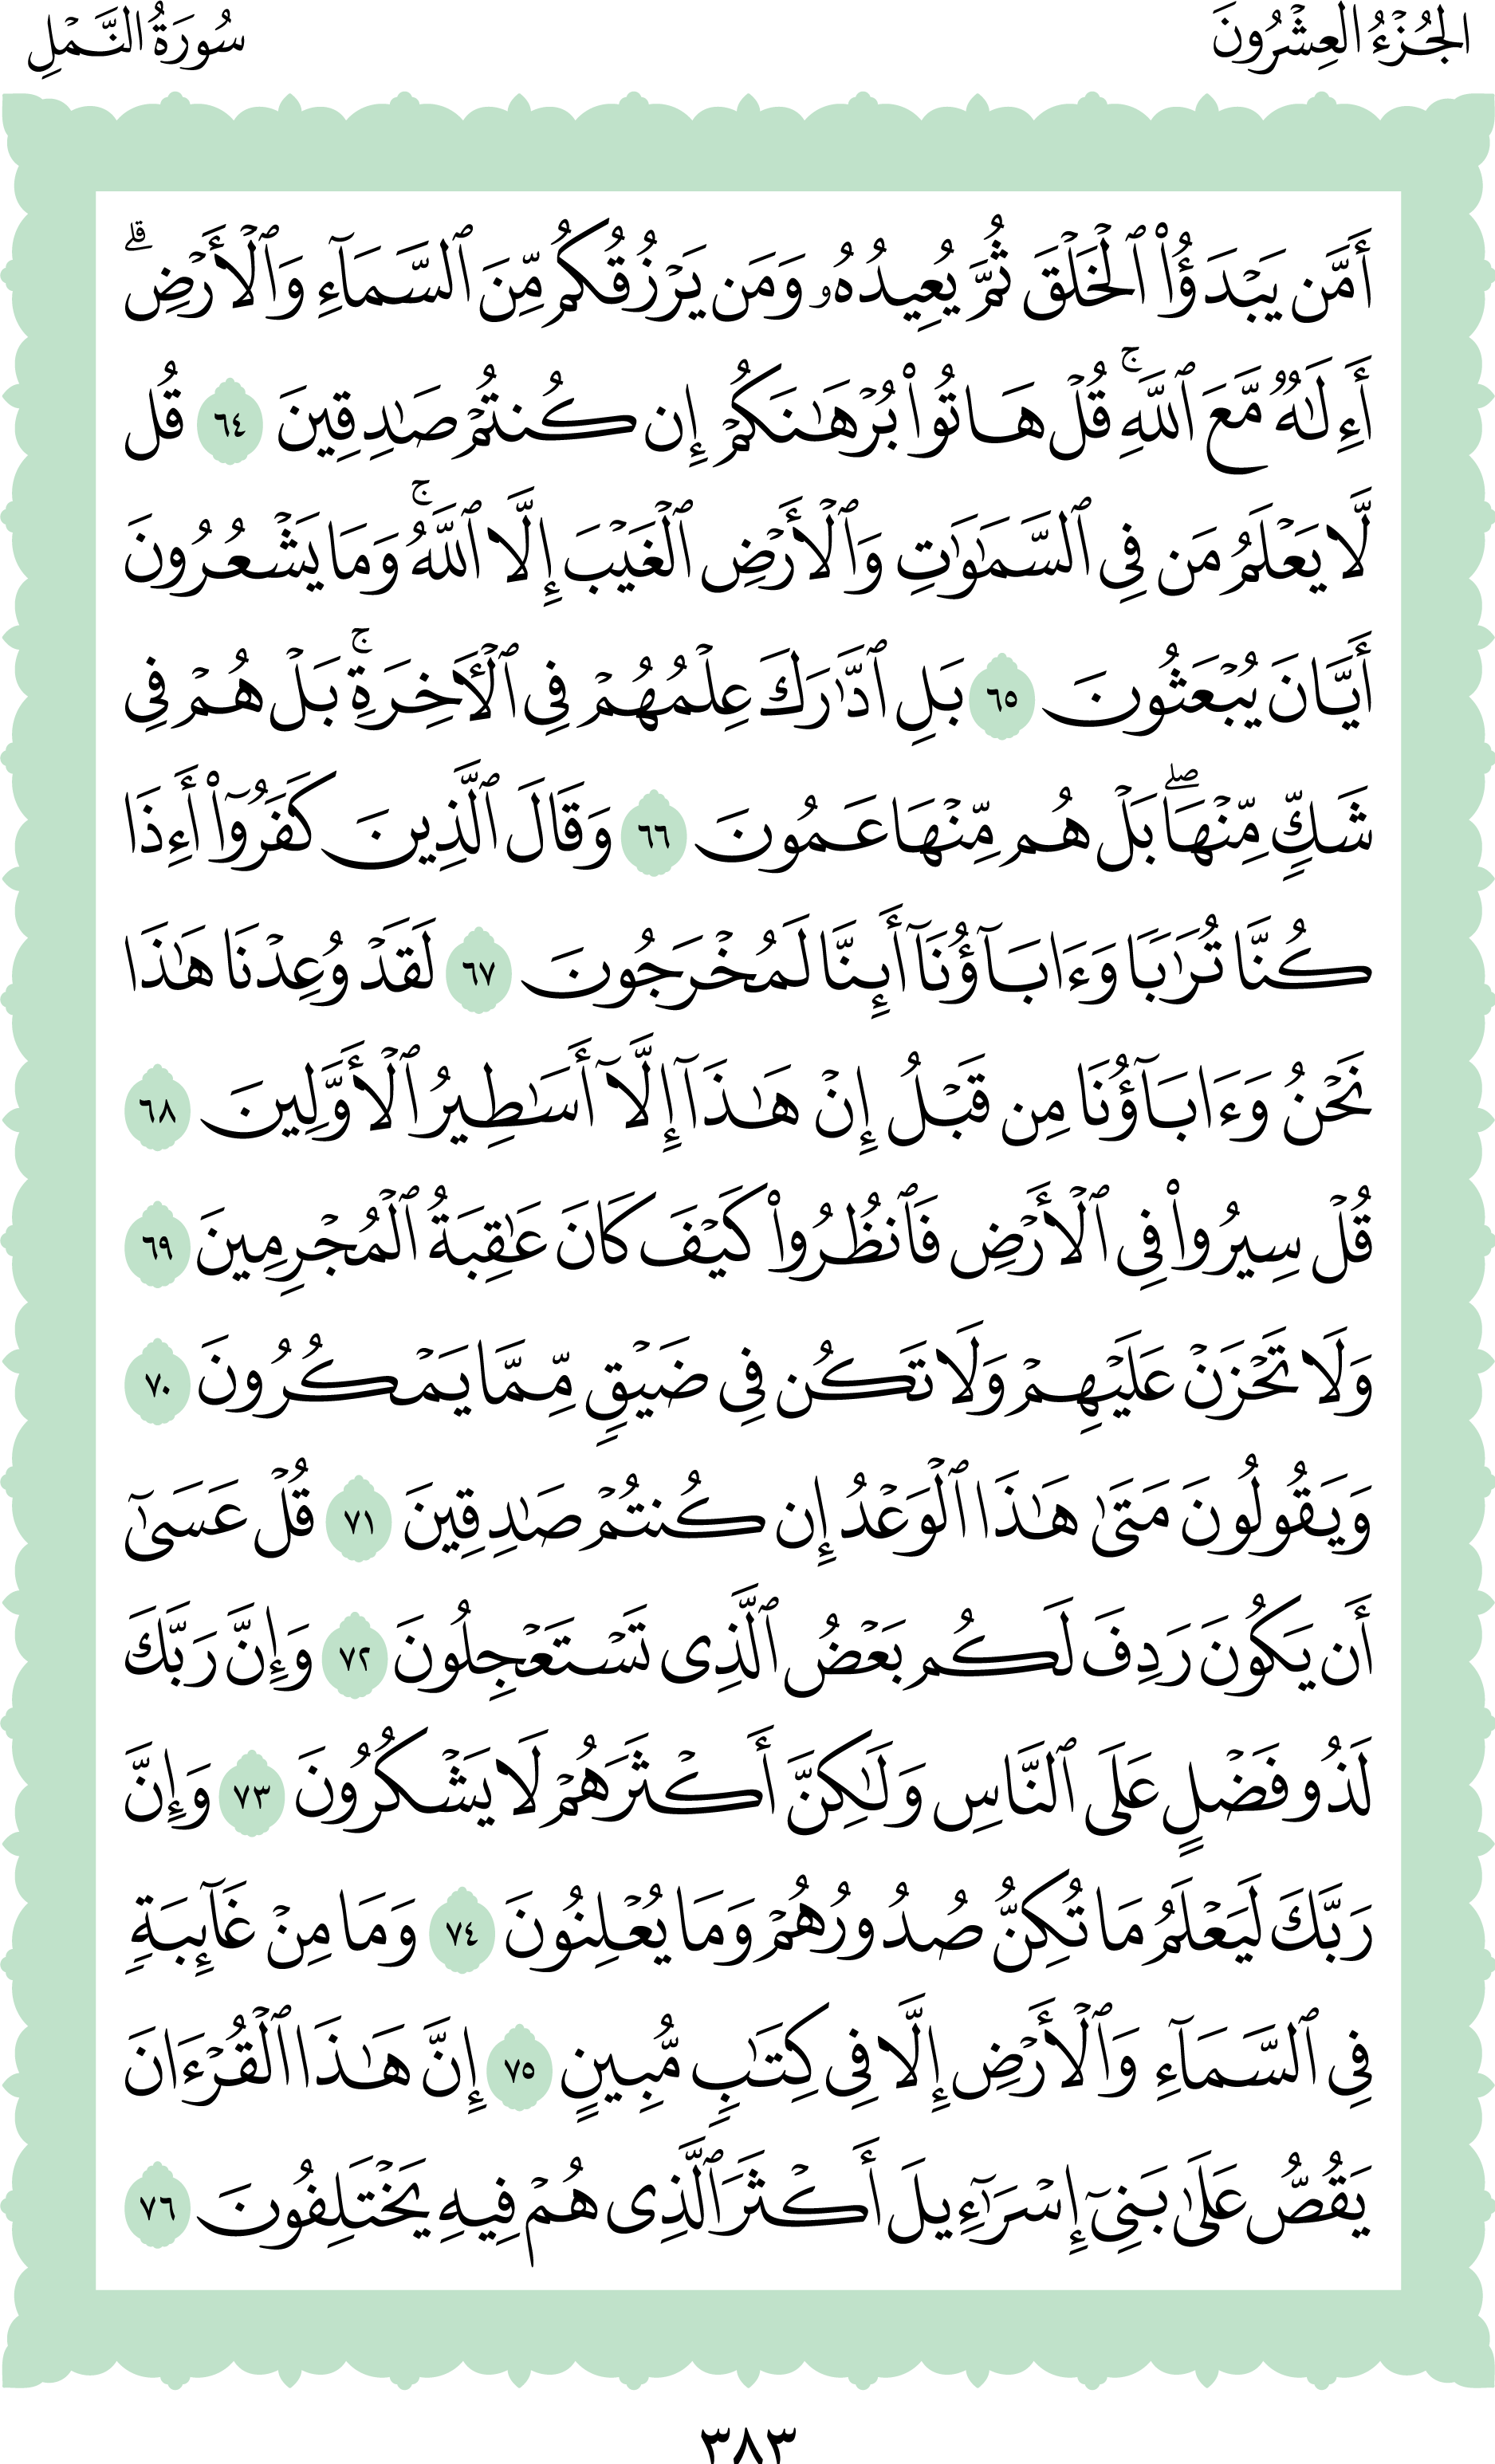 الجُزْءُ العِشْرُونَ
سُورَةُ النَّمْلِ
أَمَّن يَبْدَؤُا۟ ٱلْخَلْقَ ثُمَّ يُعِيدُهُۥ وَمَن يَرْزُقُكُم مِّنَ ٱلسَّمَآءِ وَٱلْأَرْضِ ۗ
أَءِلَـٰهٌ مَّعَ ٱللَّهِ ۚ قُلْ هَاتُوا۟ بُرْهَـٰنَكُمْ إِن كُنتُمْ صَـٰدِقِينَ ٦٤ قُل
لَّا يَعْلَمُ مَن فِى ٱلسَّمَـٰوَٰتِ وَٱلْأَرْضِ ٱلْغَيْبَ إِلَّا ٱللَّهُ ۚ وَمَا يَشْعُرُونَ
أَيَّانَ يُبْعَثُونَ ٦٥ بَلِ ٱدَّٰرَكَ عِلْمُهُمْ فِى ٱلْـَٔاخِرَةِ ۚ بَلْ هُمْ فِى
شَكٍّ مِّنْهَا ۖ بَلْ هُم مِّنْهَا عَمُونَ ٦٦ وَقَالَ ٱلَّذِينَ كَفَرُوٓا۟ أَءِذَا
كُنَّا تُرَٰبًا وَءَابَآؤُنَآ أَئِنَّا لَمُخْرَجُونَ ٦٧ لَقَدْ وُعِدْنَا هَـٰذَا
نَحْنُ وَءَابَآؤُنَا مِن قَبْلُ إِنْ هَـٰذَآ إِلَّآ أَسَـٰطِيرُ ٱلْأَوَّلِينَ ٦٨
قُلْ سِيرُوا۟ فِى ٱلْأَرْضِ فَٱنظُرُوا۟ كَيْفَ كَانَ عَـٰقِبَةُ ٱلْمُجْرِمِينَ ٦٩
وَلَا تَحْزَنْ عَلَيْهِمْ وَلَا تَكُن فِى ضَيْقٍ مِّمَّا يَمْكُرُونَ ٧٠
وَيَقُولُونَ مَتَىٰ هَـٰذَا ٱلْوَعْدُ إِن كُنتُمْ صَـٰدِقِينَ ٧١ قُلْ عَسَىٰٓ
أَن يَكُونَ رَدِفَ لَكُم بَعْضُ ٱلَّذِى تَسْتَعْجِلُونَ ٧٢ وَإِنَّ رَبَّكَ
لَذُو فَضْلٍ عَلَى ٱلنَّاسِ وَلَـٰكِنَّ أَكْثَرَهُمْ لَا يَشْكُرُونَ ٧٣ وَإِنَّ
رَبَّكَ لَيَعْلَمُ مَا تُكِنُّ صُدُورُهُمْ وَمَا يُعْلِنُونَ ٧٤ وَمَا مِنْ غَآئِبَةٍ
فِى ٱلسَّمَآءِ وَٱلْأَرْضِ إِلَّا فِى كِتَـٰبٍ مُّبِينٍ ٧٥ إِنَّ هَـٰذَا ٱلْقُرْءَانَ
يَقُصُّ عَلَىٰ بَنِىٓ إِسْرَٰٓءِيلَ أَكْثَرَ ٱلَّذِى هُمْ فِيهِ يَخْتَلِفُونَ ٧٦
٣٨٣